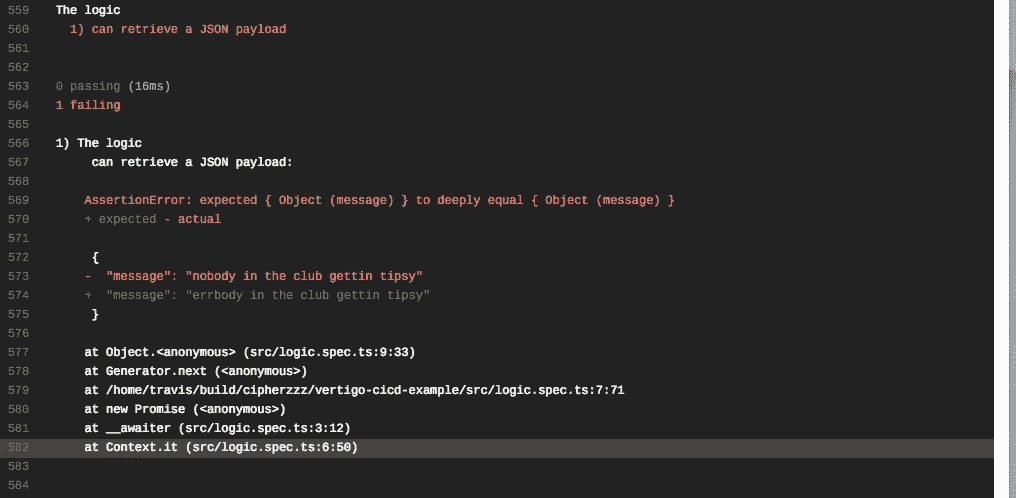 559 The logic
560 1) can retrieve a JSON payload
561
562
563 0 passing (16ms)
564 1 failing
565
566 1) The logic
567 can retrieve a JSON payload:
568
569 AssertionError: expected { Object (message) } to deeply equal { Object (message) }
570 + expected - actual
571
572 {
573 - "message": "nobody in the club gettin tipsy"
574 + "message": "errbody in the club gettin tipsy"
575 }
576
577 at Object.<anonymous> (src/logic.spec.ts:9:33)
578 at Generator.next (<anonymous>)
579 at /home/travis/build/cipherzzz/vertigo-cicd-example/src/logic.spec.ts:7:71
580 at new Promise (<anonymous>)
581 at __awaiter (src/logic.spec.ts:3:12)
582 at Context.it (src/logic.spec.ts:6:50)
583
584